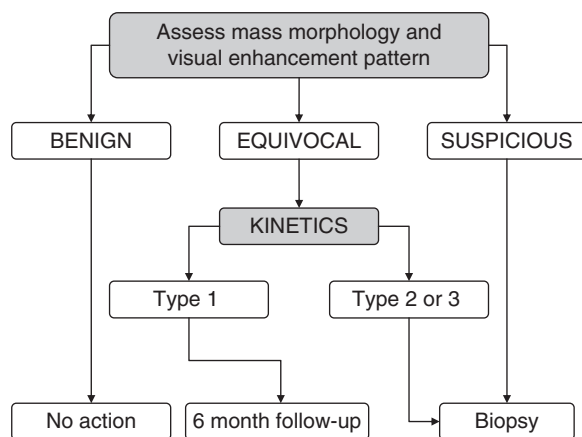 Assess mass morphology and
visual enhancement pattern
BENIGN
EQUIVOCAL
SUSPICIOUS
KINETICS
Type 1
Type 2 or 3
No action
6 month follow-up
Biopsy